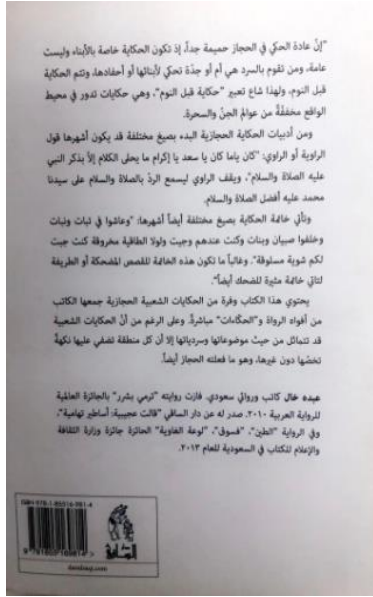 "إنّ عادة الحكي في الحجاز حميمة جداً، إذ تكون الحكاية خاصة بالأبناء وليست
عامة، ومن تقوم بالسرد هي أم أو جدّة تحكي لأبنائها أو أحفادها، وتتم الحكاية
قبل النوم، ولهذا شاع تعبير "حكاية قبل النوم"، وهي حكايات تدور في محيط
الواقع مخففةً من عوالم الجنّ والسحرة.
ومن أدبيات الحكاية الحجازية البدء بصيغ مختلفة قد يكون أشهرها قول
الراوية أو الراوي: "كان ياما كان يا سعد يا إكرام ما يحلى الكلام إلاّ بذكر النبي
عليه الصلاة والسلام"، ويقف الراوي ليسمع الردّ بالصلاة والسلام على سيدنا
محمد عليه أفضل الصلاة والسلام.
وتأتي خاتمة الحكاية بصيغ مختلفة أيضاً أشهرها: "وعاشوا في تبات ونبات
وخلفوا صبيان وبنات وكنت عندهم وجيت ولولا الطاقية مخروقة كنت جبت
لكم شوية مسلوقة". وغالباً ما تكون هذه الخاتمة للقصص المضحكة أو الطريفة
لتأتي خاتمة مثيرة للضحك أيضاً".
يحتوي هذا الكتاب وفرة من الحكايات الشعبية الحجازية جمعها الكاتب
من أفواه الرواة و"الحكّاءات" مباشرةً. وعلى الرغم من أنّ الحكايات الشعبية
قد تتماثل من حيث موضوعاتها وسردياتها إلا أن كل منطقة تضفي عليها نكهةً
تخصّها دون غيرها، وهو ما فعلته الحجاز أيضاً.
عبده خال كاتب وروائي سعودي. فازت روايته "ترمي بشرر" بالجائزة العالمية
للرواية العربية ٢٠١٠. صدر له عن دار الساقي "قالت عجيبية: أساطير تهامية"،
وفي الرواية "الطين"، "فسوق"، "لوعة الغاوية" الحائزة جائزة وزارة الثقافة
والإعلام للكتاب في السعودية للعام ٢٠١٣.
الساقي